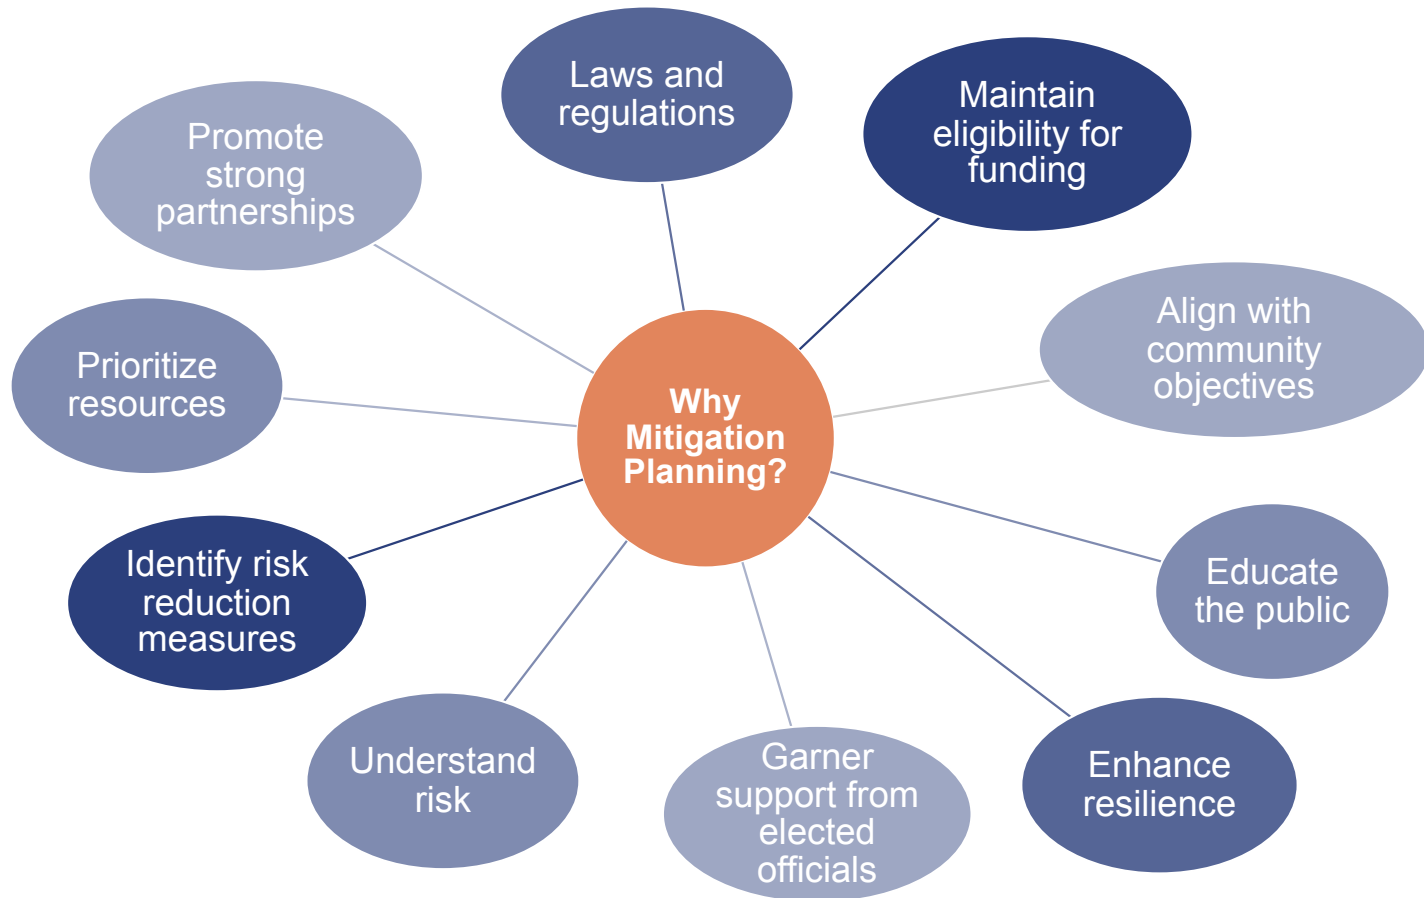 Laws and
regulations
Maintain
eligibility for
funding
Promote
strong
partnerships
Align with
community
objectives
Prioritize
resources
Why
Mitigation
Planning?
Identify risk
reduction
measures
Educate
the public
Understand
risk
Garner
support from
elected
officials
Enhance
resilience